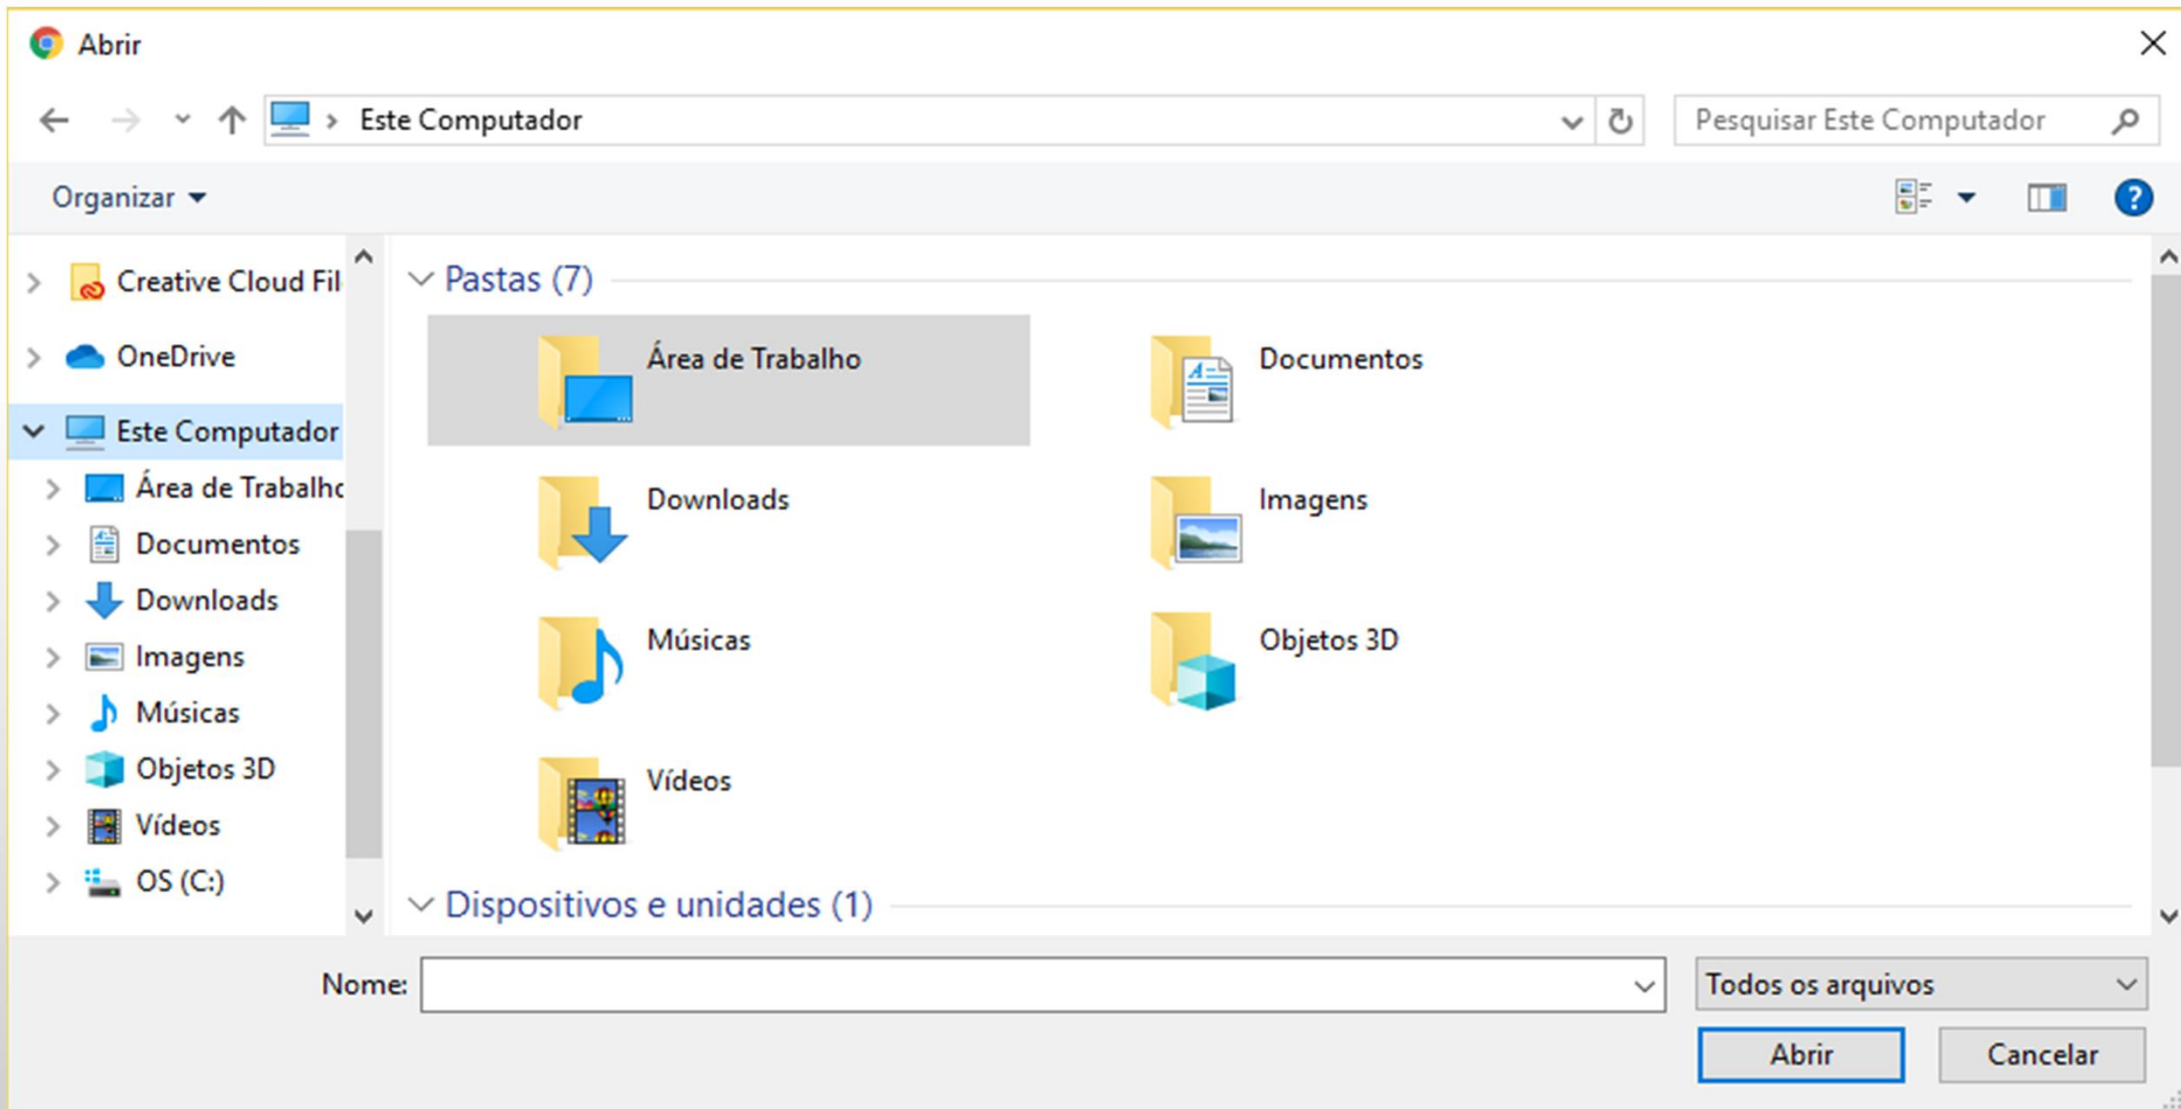 Abrir
Este Computador
Pesquisar Este Computador
Organizar
Creative Cloud Fil
OneDrive
Este Computador
Área de Trabalho
Documentos
Downloads
Imagens
Músicas
Objetos 3D
Vídeos
OS (C:)
Pastas (7)
Área de Trabalho
Documentos
Downloads
Imagens
Músicas
Objetos 3D
Vídeos
Dispositivos e unidades (1)
Nome:
Todos os arquivos
Abrir
Cancelar